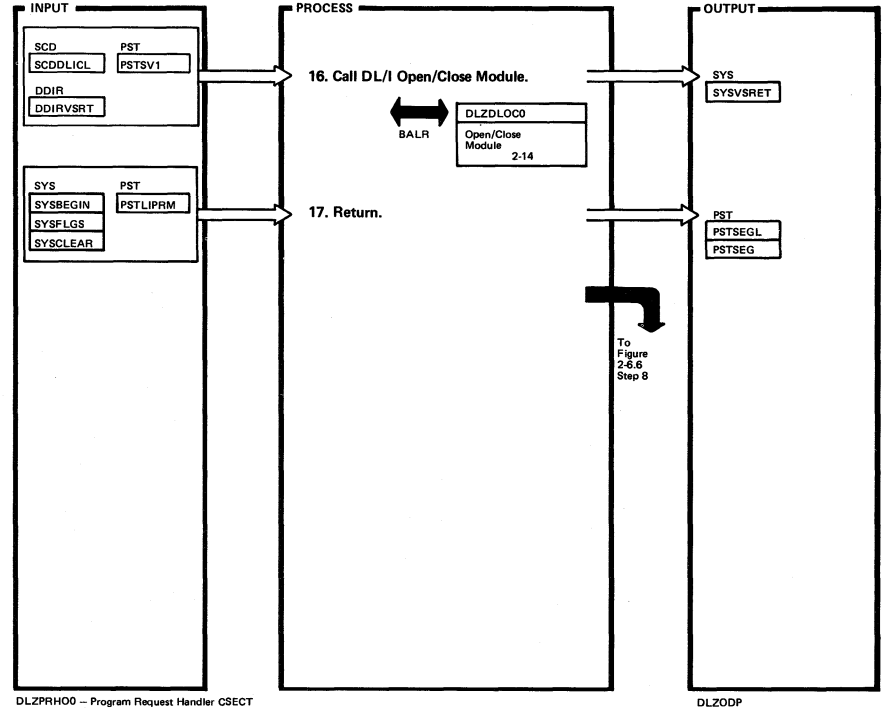 INPUT
PROCESS
OUTPUT
SCD
PST
SCDDLICL
PSTSV1
DDIR
DDIRVSRT
16. Call DL/I Open/Close Module.
BALR
DLZDLOC0
Open/Close
Module
2-14
SYS
SYSVSRET
SYS
PST
SYSBEGIN
PSTLIPRM
SYSFLGS
SYSCLEAR
17. Return.
PST
PSTSEGL
PSTSEG
To
Figure
2-6.6
Step 8
DLZPRH00 -- Program Request Handler CSECT
DLZODP